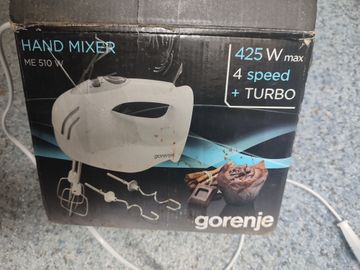 HAND MIXER
ME 510 W
425 W max
4 speed
+ TURBO
gorenje
gorenje